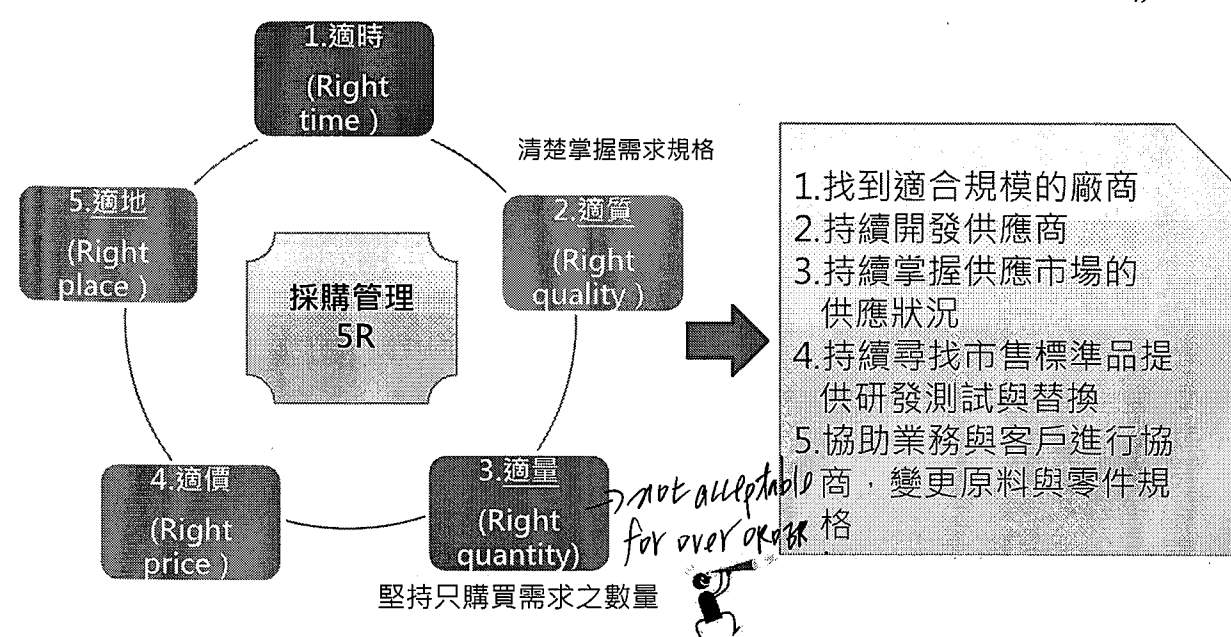 1.適時
(Right
time )
清楚掌握需求規格
2.適質
(Right
quality )
3.適量
(Right
quantity)
堅持只購買需求之數量
→ not acceptable
for over ORDER
4.適價
(Right
price )
5.適地
(Right
place )
採購管理
5R
1.找到適合規模的廠商
2.持續開發供應商
3.持續掌握供應市場的
供應狀況
4.持續尋找市售標準品提
供研發測試與替換
5.協助業務與客戶進行協
商，變更原料與零件規
格